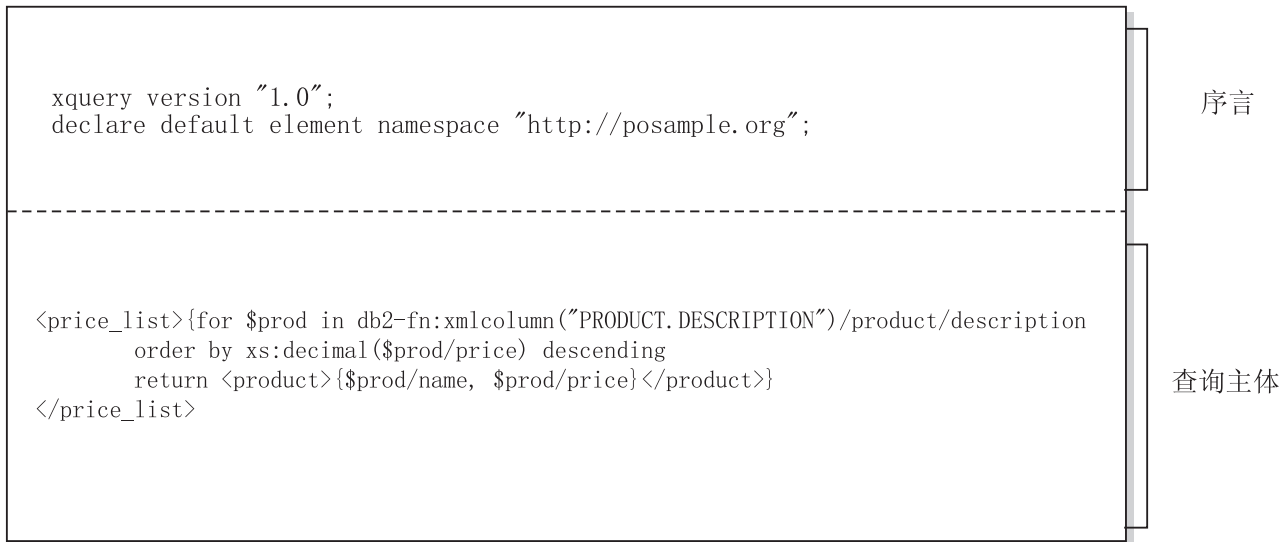 xquery version "1.0";
declare default element namespace "http://posample.org";
序言
<price_list>{for $prod in db2-fn:xmlcolumn("PRODUCT.DESCRIPTION")/product/description
order by xs:decimal($prod/price) descending
return <product>{$prod/name, $prod/price}</product>}
</price_list>
查询主体